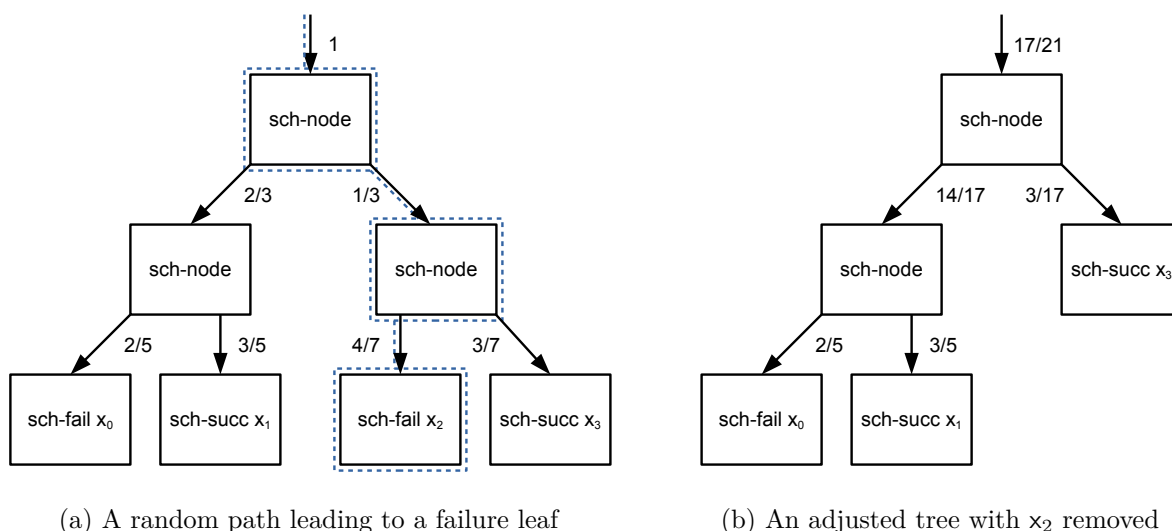 1
17/21
sch-node
sch-node
2/3
1/3
14/17
3/17
sch-node
sch-node
sch-node
sch-succ x₃
2/5
3/5
4/7
3/7
2/5
3/5
sch-fail x₀
sch-succ x₁
sch-fail x₂
sch-succ x₃
sch-fail x₀
sch-succ x₁
(a) A random path leading to a failure leaf
(b) An adjusted tree with x₂ removed